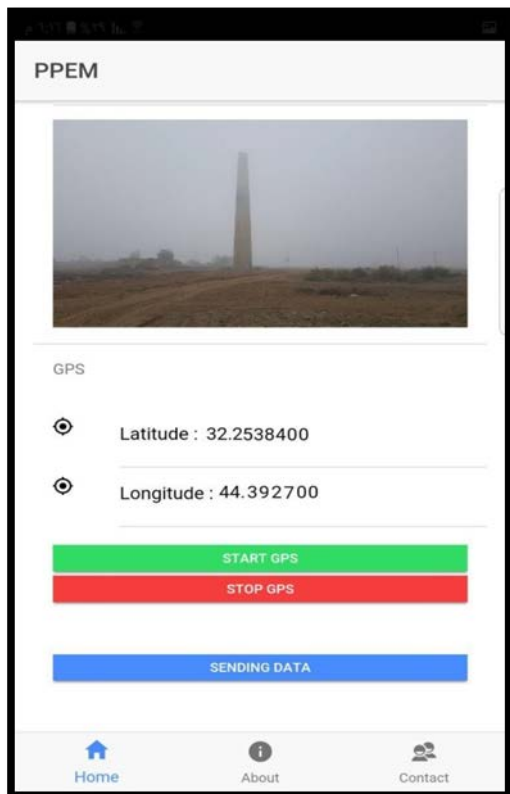 PPEM
GPS
Latitude : 32.2538400
Longitude : 44.392700
START GPS
STOP GPS
SENDING DATA
Home
About
Contact